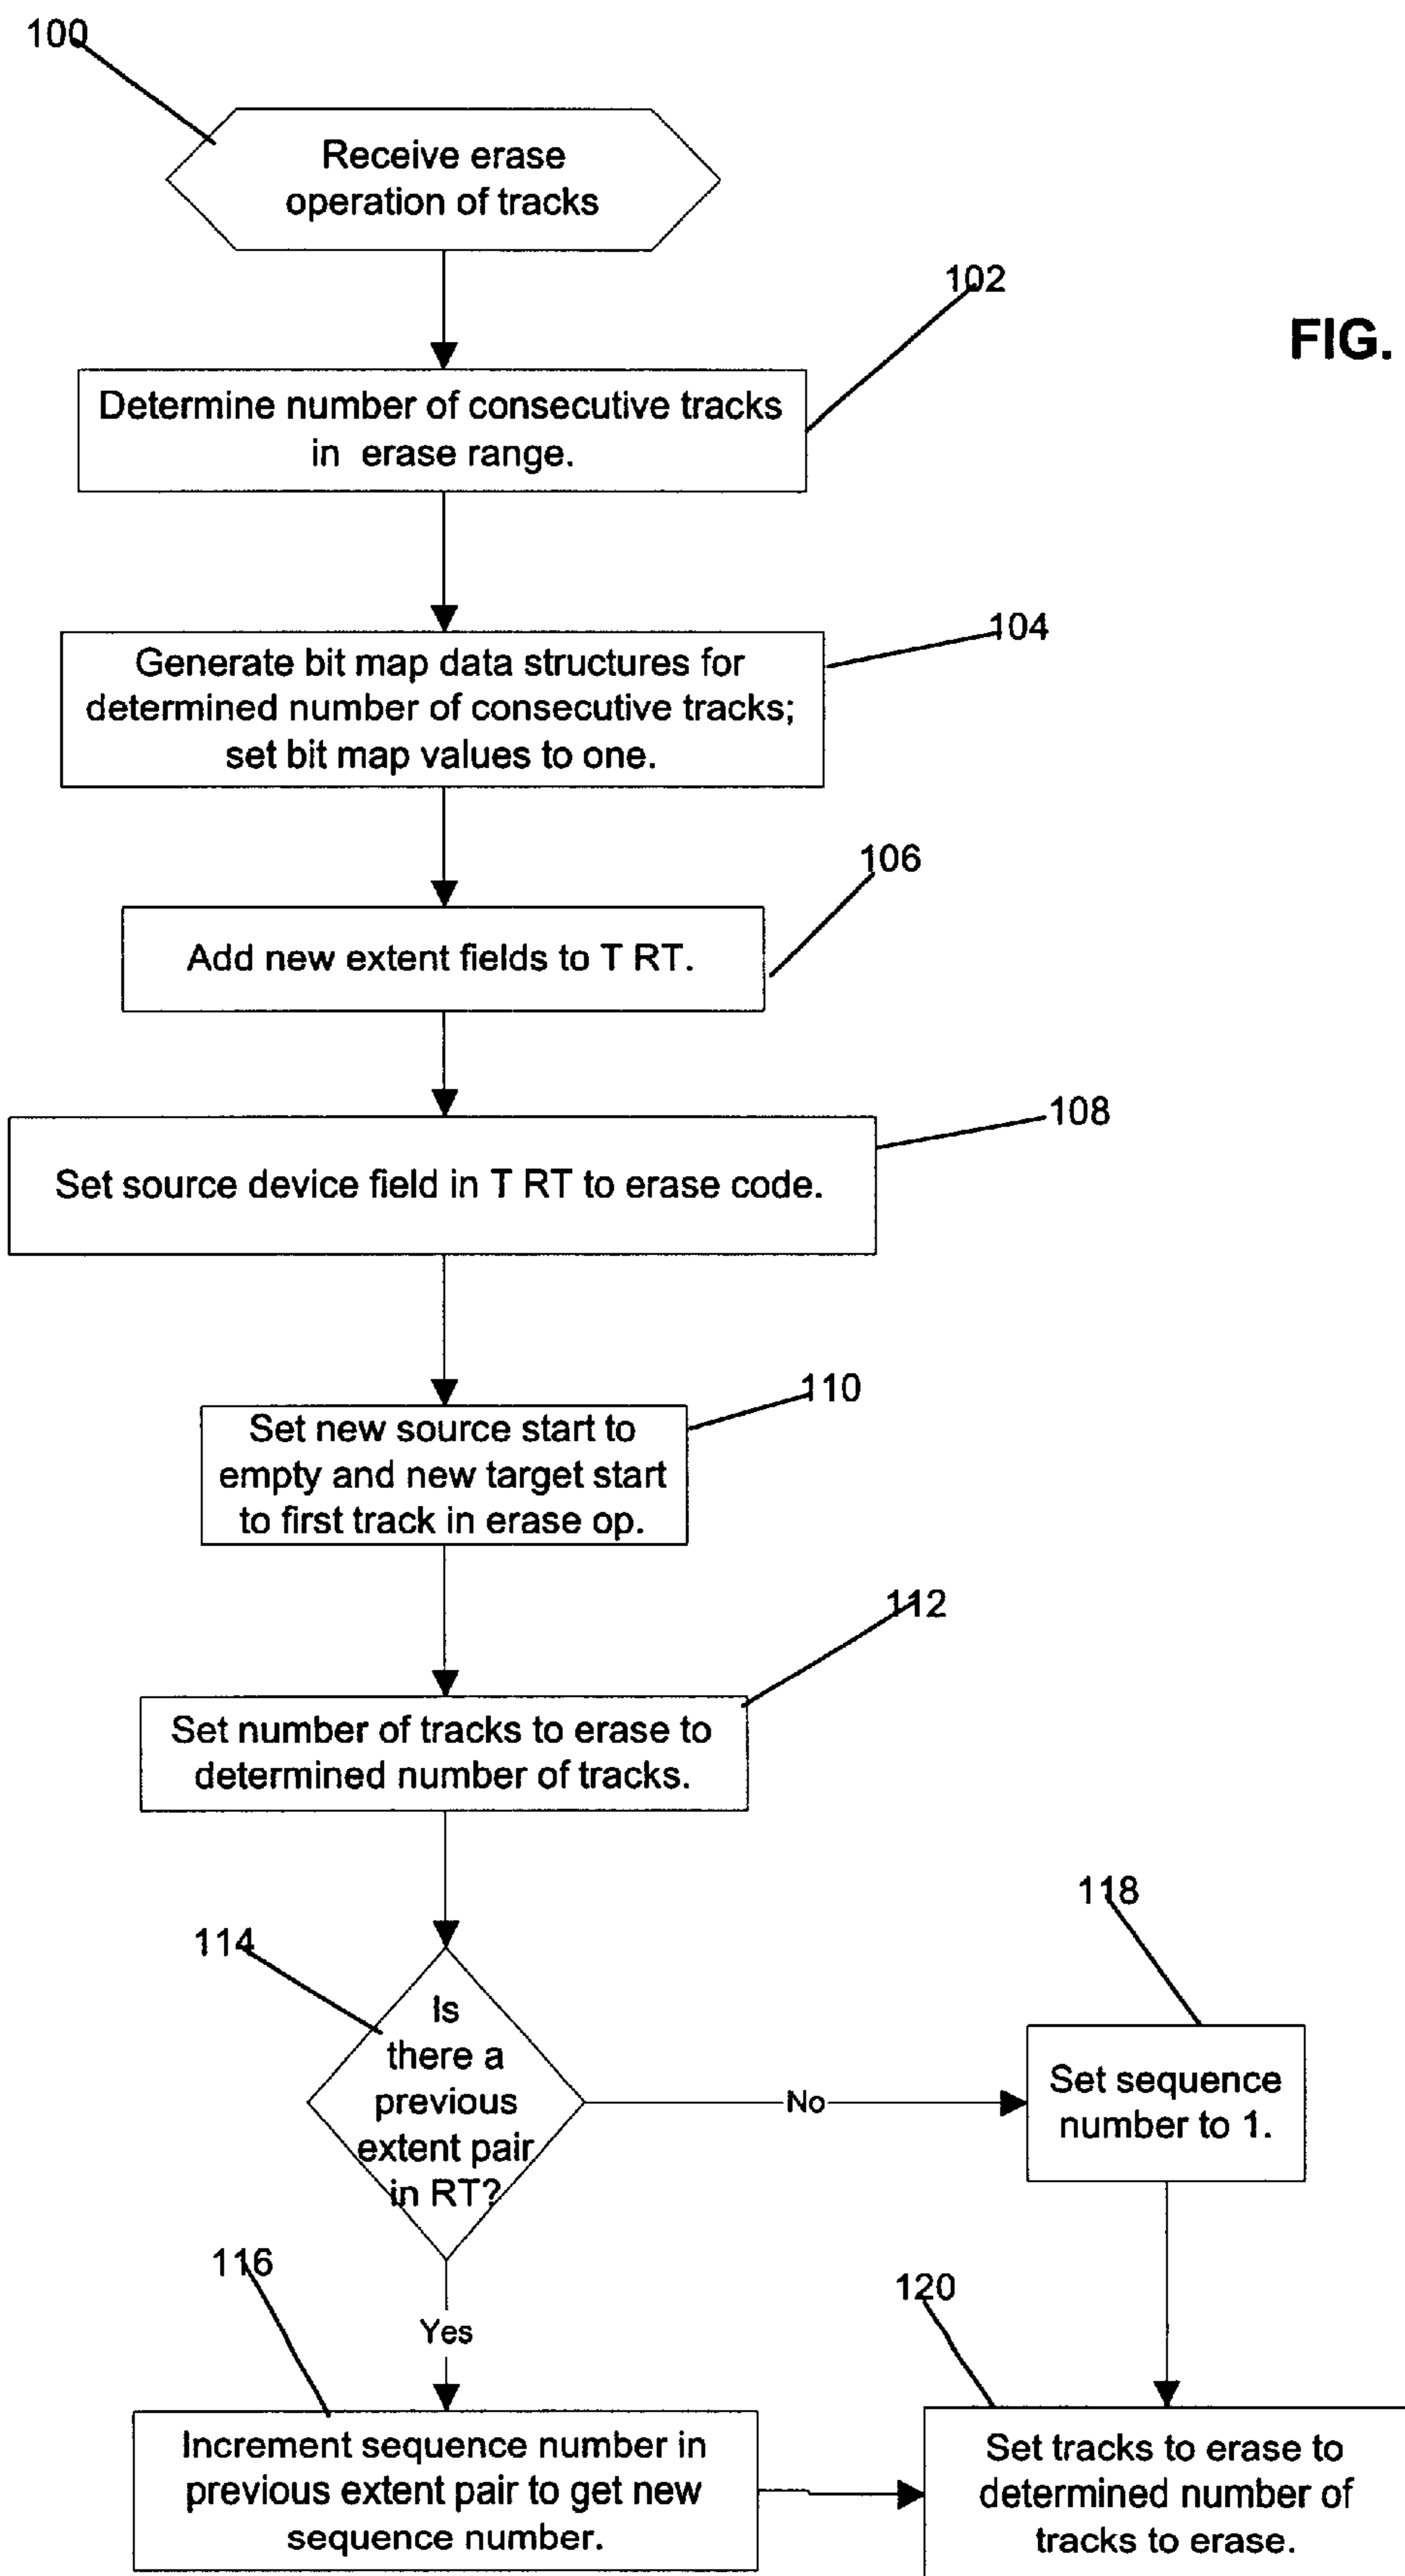 100
Receive erase
operation of tracks
102
FIG.
Determine number of consecutive tracks
in erase range.
104
Generate bit map data structures for
determined number of consecutive tracks;
set bit map values to one.
106
Add new extent fields to T RT.
108
Set source device field in T RT to erase code.
110
Set new source start to
empty and new target start
to first track in erase op.
112
Set number of tracks to erase to
determined number of tracks.
118
114
Is
there a
previous
extent pair
in RT?
No
Set sequence
number to 1.
116
Yes
120
Increment sequence number in
previous extent pair to get new
sequence number.
Set tracks to erase to
determined number of
tracks to erase.